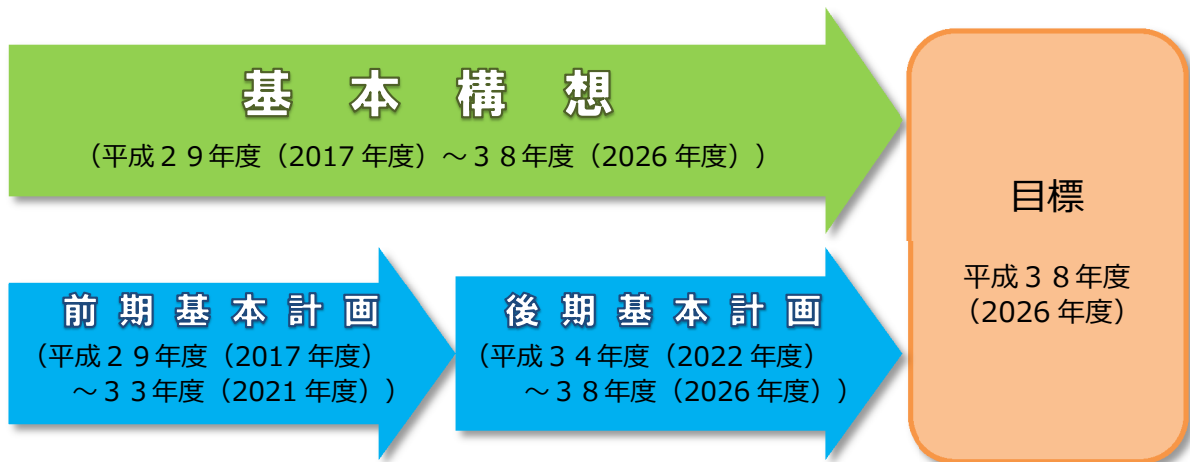 基本構想
（平成２９年度（2017 年度）～３８年度（2026 年度））
前期基本計画
（平成２９年度（2017 年度）
～３３年度（2021 年度））
後期基本計画
（平成３４年度（2022 年度）
～３８年度（2026 年度））
目標
平成３８年度
（2026 年度）